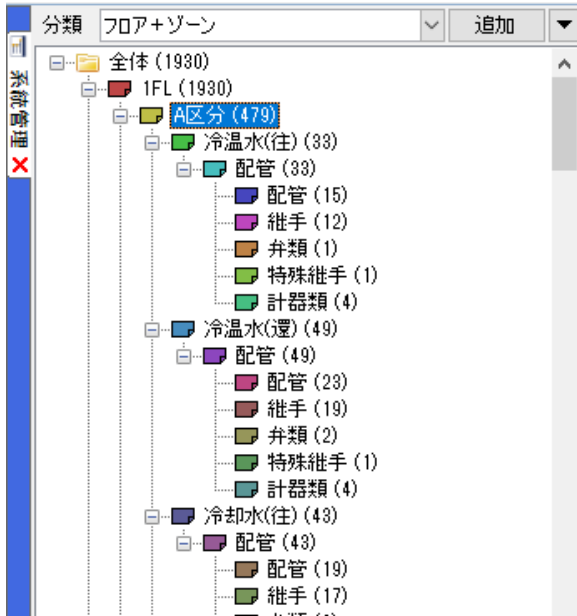 分類 フロア+ゾーン 追加
系統管理
全体 (1930)
1FL (1930)
A区分 (479)
冷温水(往) (33)
配管 (33)
配管 (15)
継手 (12)
弁類 (1)
特殊継手 (1)
計器類 (4)
冷温水(還) (49)
配管 (49)
配管 (23)
継手 (19)
弁類 (2)
特殊継手 (1)
計器類 (4)
冷却水(往) (43)
配管 (43)
配管 (19)
継手 (17)